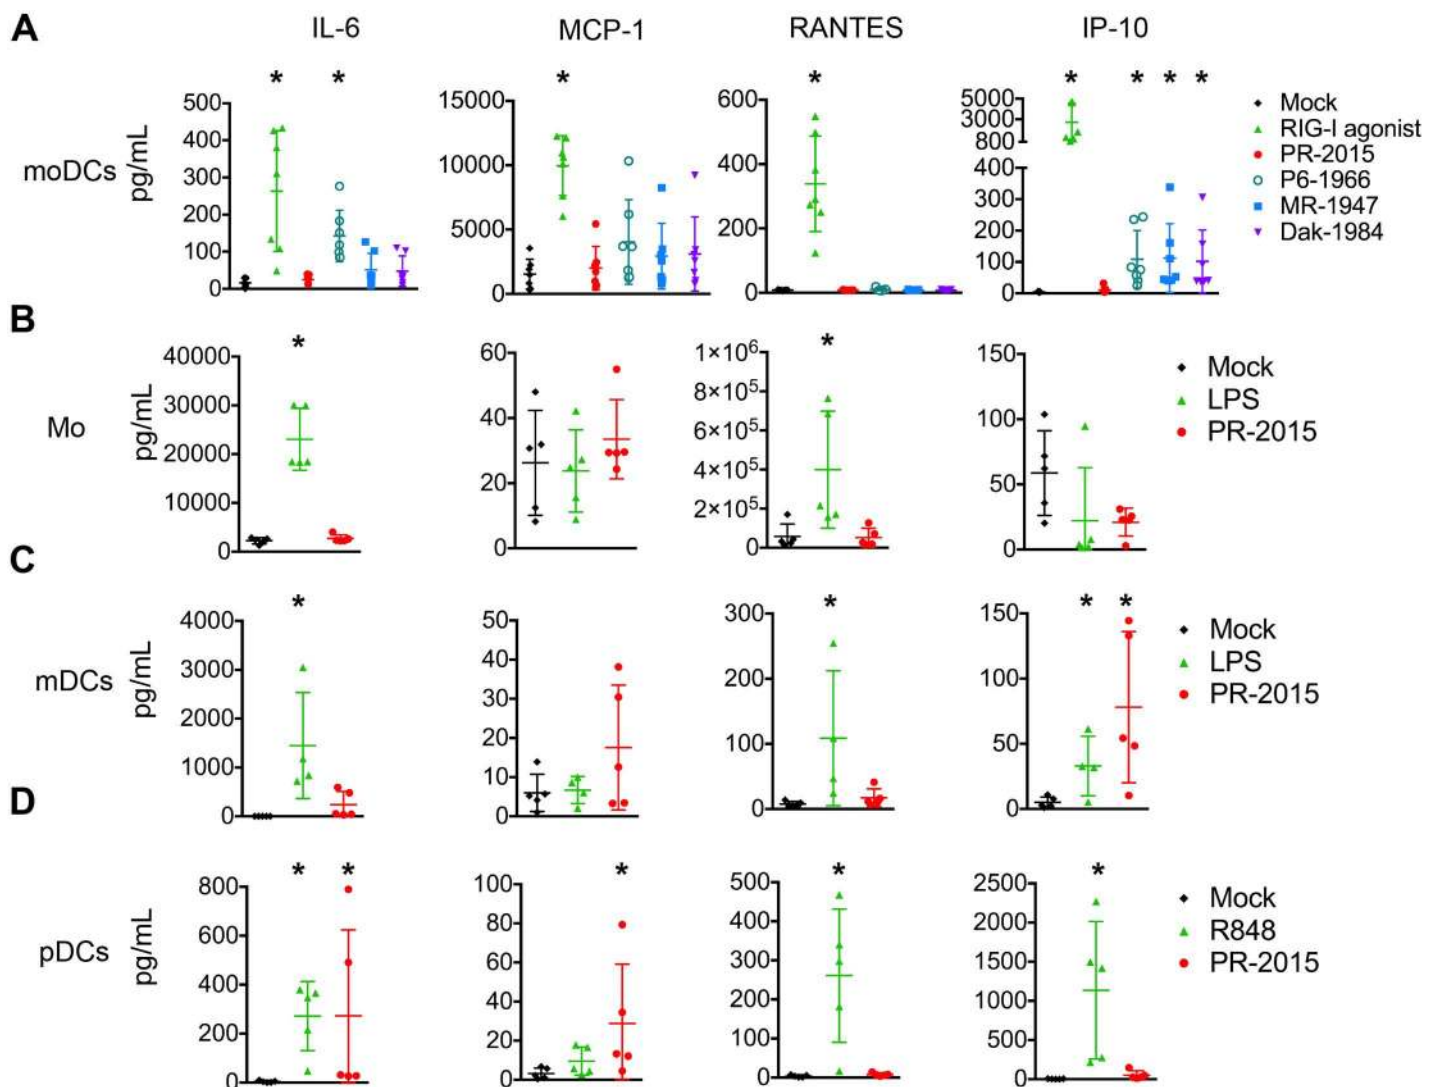 A
IL-6
MCP-1
RANTES
IP-10
* * * * * * * *
moDCs
pg/mL
500
400
300
200
100
0
15000
10000
5000
0
600
400
200
0
5000
3000
800
400
300
200
100
0
Mock
RIG-I agonist
PR-2015
P6-1966
MR-1947
Dak-1984
B
* *
Mo
pg/mL
40000
30000
20000
10000
0
60
40
20
0
1×10⁶
8×10⁵
6×10⁵
4×10⁵
2×10⁵
0
150
100
50
0
Mock
LPS
PR-2015
C
* * * *
mDCs
pg/mL
4000
3000
2000
1000
0
50
40
30
20
10
0
300
200
100
0
150
100
50
0
Mock
LPS
PR-2015
D
* * * * *
pDCs
pg/mL
800
600
400
200
0
100
80
60
40
20
0
500
400
300
200
100
0
2500
2000
1500
1000
500
0
Mock
R848
PR-2015